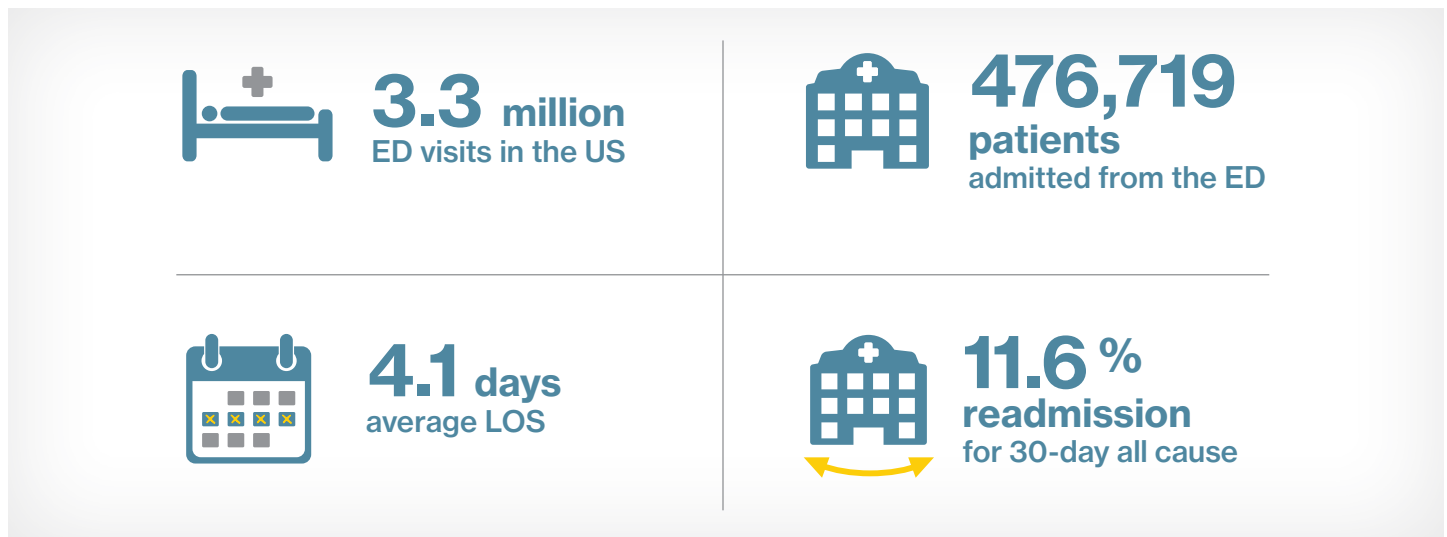 3.3 million
ED visits in the US
476,719
patients
admitted from the ED
4.1 days
average LOS
11.6 %
readmission
for 30-day all cause